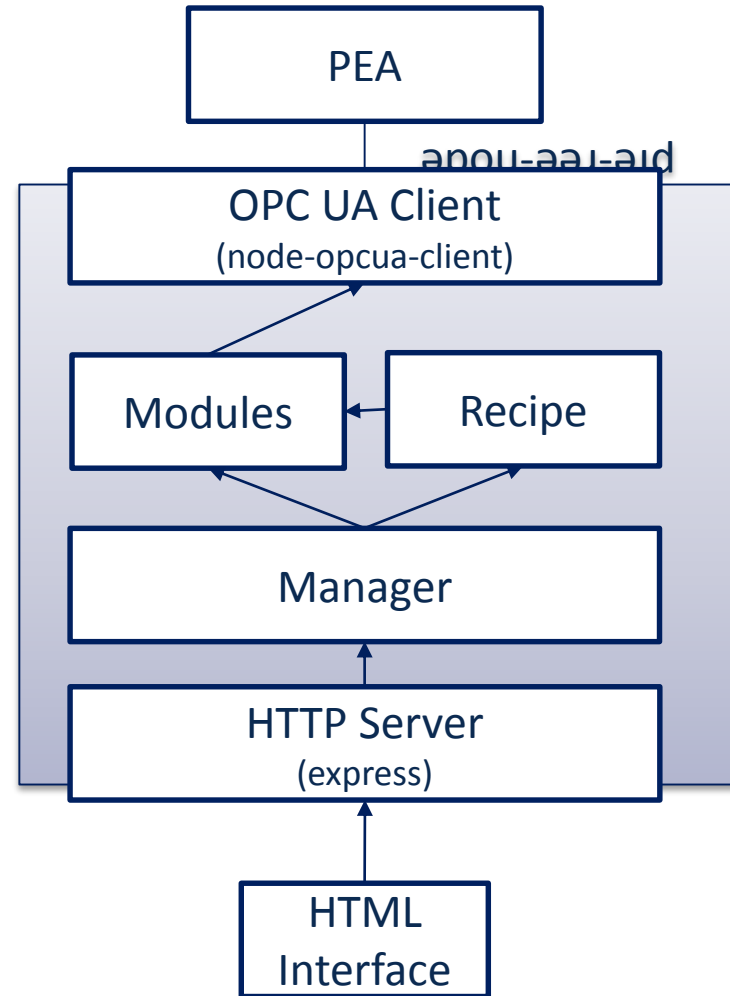 PEA
OPC UA Client
(node-opcua-client)
Modules
Recipe
Manager
HTTP Server
(express)
HTML
Interface